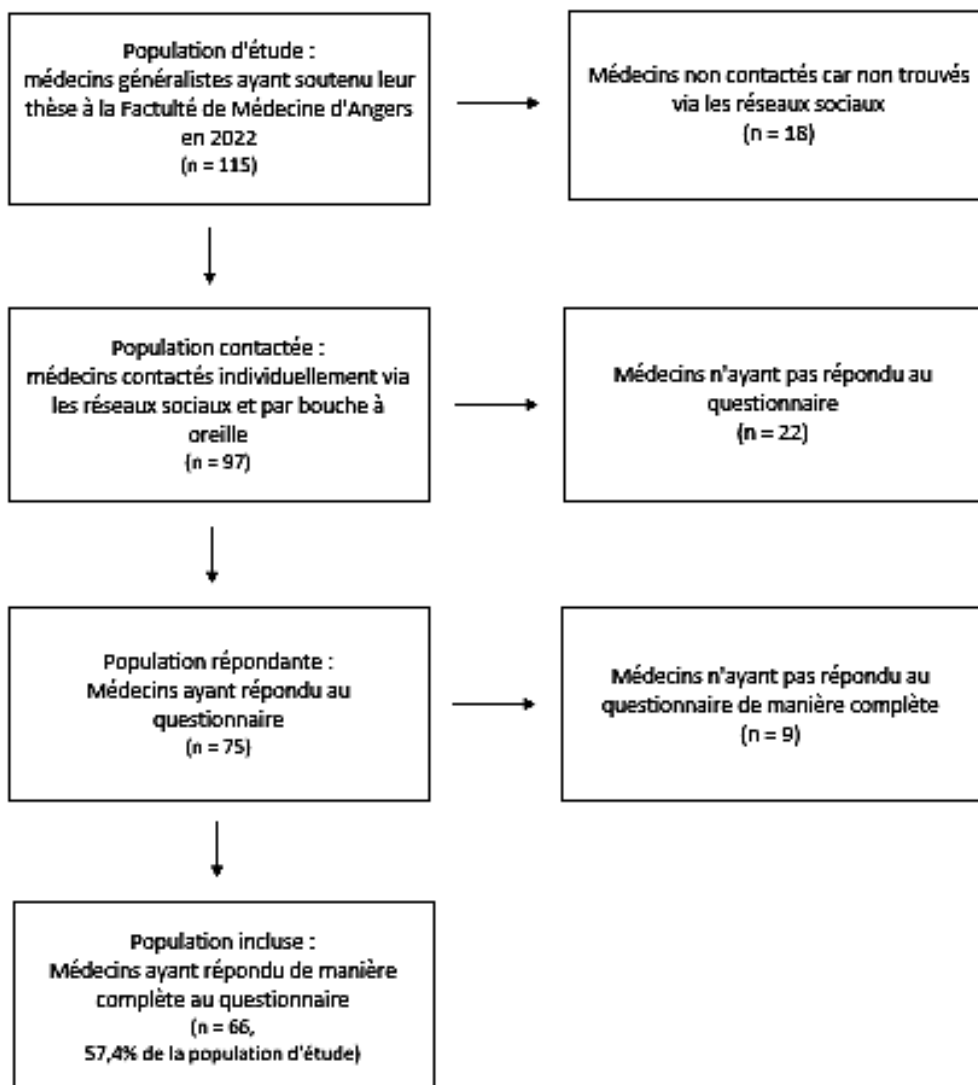 Population d'étude :
médecins généralistes ayant soutenu leur
thèse à la Factulté de Médecine d'Angers
en 2022
(n = 115)
Médecins non contactés car non trouvés
via les réseaux sociaux
(n = 18)
Population contactée :
médecins contactés individuellement via
les réseaux sociaux et par bouche à
oreille
(n = 97)
Médecins n'ayant pas répondu au
questionnaire
(n = 22)
Population répondante :
Médecins ayant répondu au
questionnaire
(n = 75)
Médecins n'ayant pas répondu au
questionnaire de manière complète
(n = 9)
Population incluse :
Médecins ayant répondu de manière
complète au questionnaire
(n = 66,
57,4% de la population d'étude)